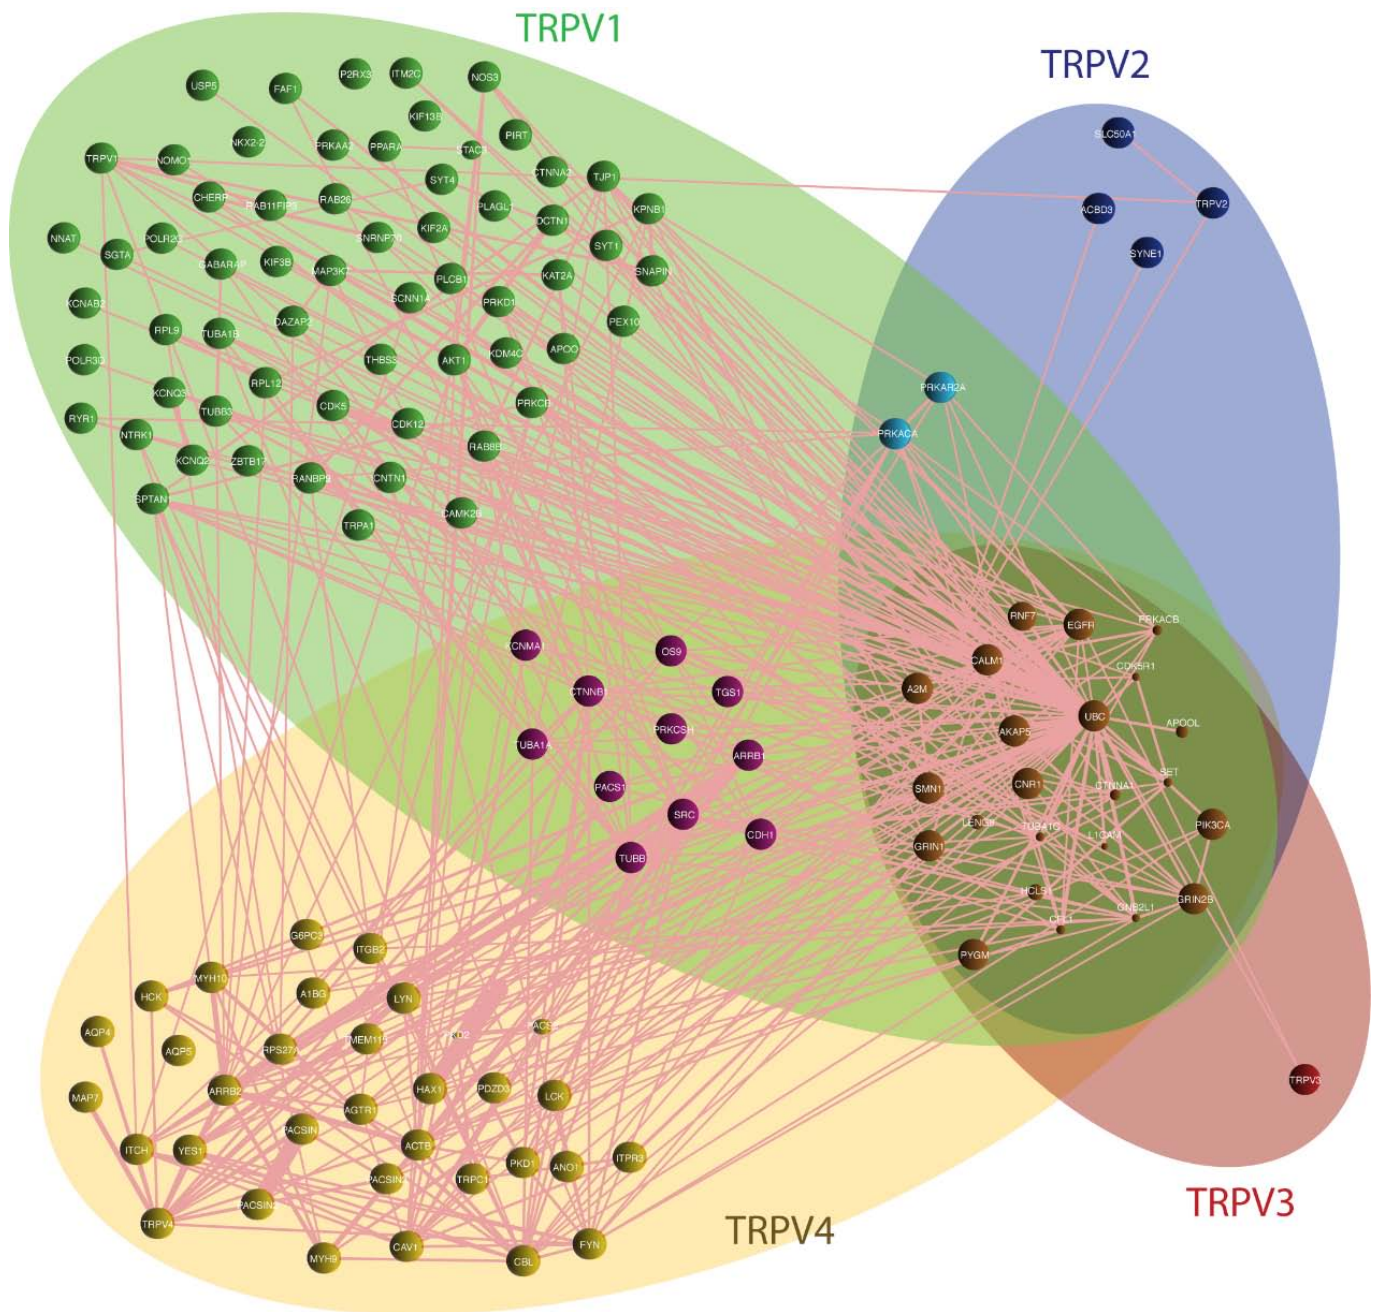 TRPV1
TRPV2
P2RX3
ITM2C
NOS3
USP5
FAF1
KIF13B
SLC50A1
PIRT
NKX2-2
PRKAA2
PPARA
STAC3
TRPV1
NOMO1
CTNNA2
TJP1
SYT4
CHERP
RAB26
RAB11FIP3
PLAGL1
KPNB1
ACBD3
TRPV2
DCTN1
KIF2A
NNAT
POLR2G
SNRNP70
SYT1
SGTA
SYNE1
GABARAP
KIF3B
MAP3K7
PLCB1
KAT2A
SNAPIN
KCNAB2
SCNN1A
PRKD1
DAZAP2
PEX10
RPL9
TUBA1B
POLR3D
THBS3
AKT1
KDM4C
APOO
RPL12
PRKAR2A
KCNQ3
TUBB3
CDK5
PRKCB
RYR1
CDK12
NTRK1
PRKACA
RAB8B
KCNQ2
ZBTB17
RANBP9
CNTN1
SPTAN1
CAMK2B
TRPA1
RNF7
EGFR
PRKACB
KCNMA1
OS9
CALM1
CDK5R1
CTNNB1
TGS1
A2M
UBC
APOOL
PRKCSH
AKAP5
TUBA1A
ARRB1
SET
PACS1
SMN1
CNR1
CTNNA1
SRC
LENG9
TUBA1C
L1CAM
PIK3CA
CDH1
GRIN1
TUBB
HCLS1
GNB2L1
GRIN2B
CFL1
G6PC3
ITGB2
PYGM
MYH10
HCK
A1BG
LYN
AQP4
TMEM119
PKD2
AQP5
RPS27A
TRPV3
MAP7
ARRB2
HAX1
PDZD3
LCK
AGTR1
PACSIN
ITCH
YES1
ACTB
ITPR3
PKD1
ANO1
PACSIN2
TRPC1
TRPV3
PACSIN3
TRPV4
TRPV4
CAV1
FYN
MYH9
CBL